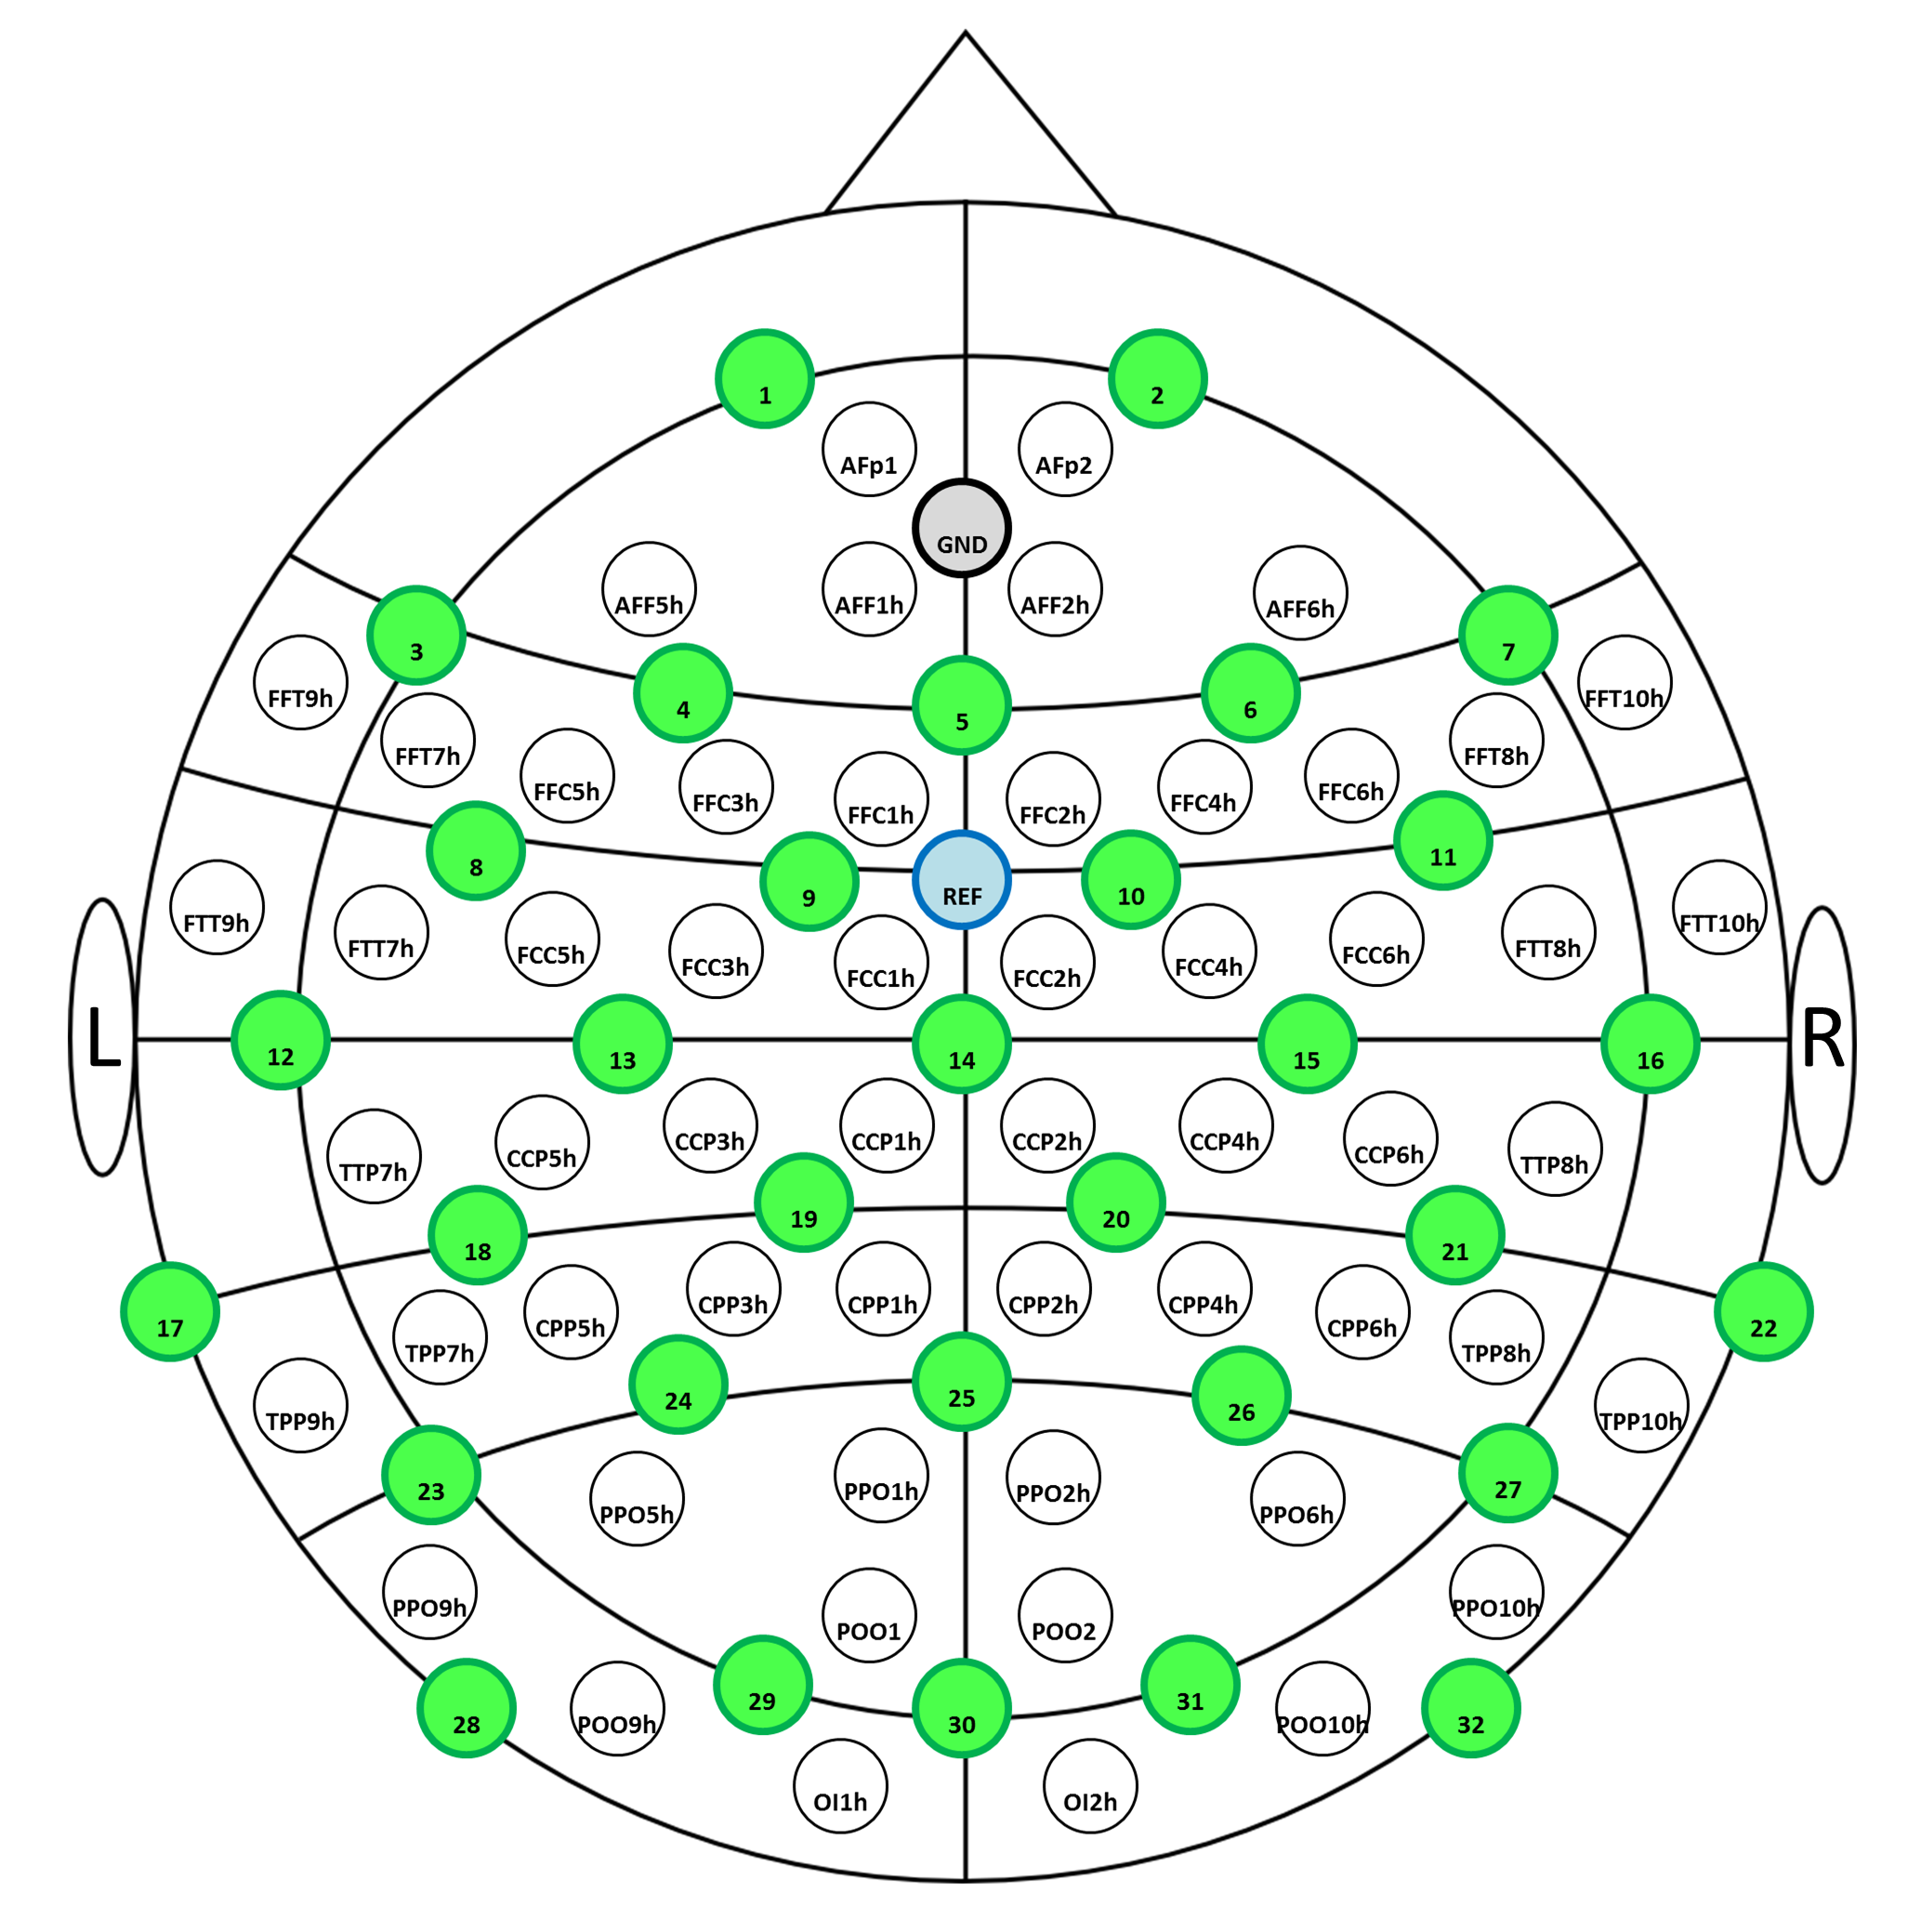 1
2
AFp1
AFp2
GND
AFF5h
AFF1h
AFF2h
AFF6h
3
7
FFT9h
FFT10h
4
5
6
FFT7h
FFC5h
FFC3h
FFC1h
FFC2h
FFC4h
FFC6h
FFT8h
8
9
REF
10
11
FTT9h
FTT7h
FCC5h
FCC3h
FCC1h
FCC2h
FCC4h
FCC6h
FTT8h
FTT10h
L
12
13
14
15
16
R
TTP7h
CCP5h
CCP3h
CCP1h
CCP2h
CCP4h
CCP6h
TTP8h
17
18
19
20
21
22
TPP9h
TPP7h
CPP5h
CPP3h
CPP1h
CPP2h
CPP4h
CPP6h
TPP8h
TPP10h
23
24
25
26
27
PPO9h
PPO5h
PPO1h
PPO2h
PPO6h
PPO10h
POO1
POO2
28
POO9h
29
30
31
POO10h
32
OI1h
OI2h